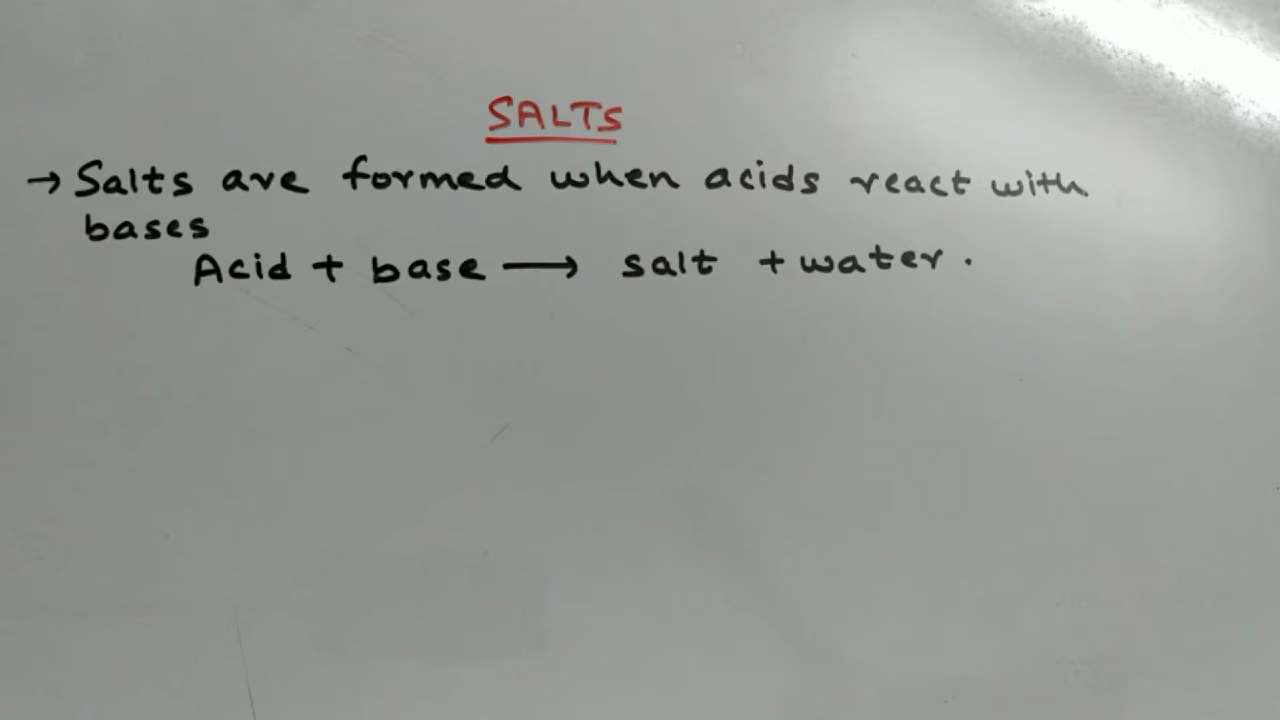 SALTS
→ Salts are formed when acids react with
bases
Acid + base ⟶ salt + water.